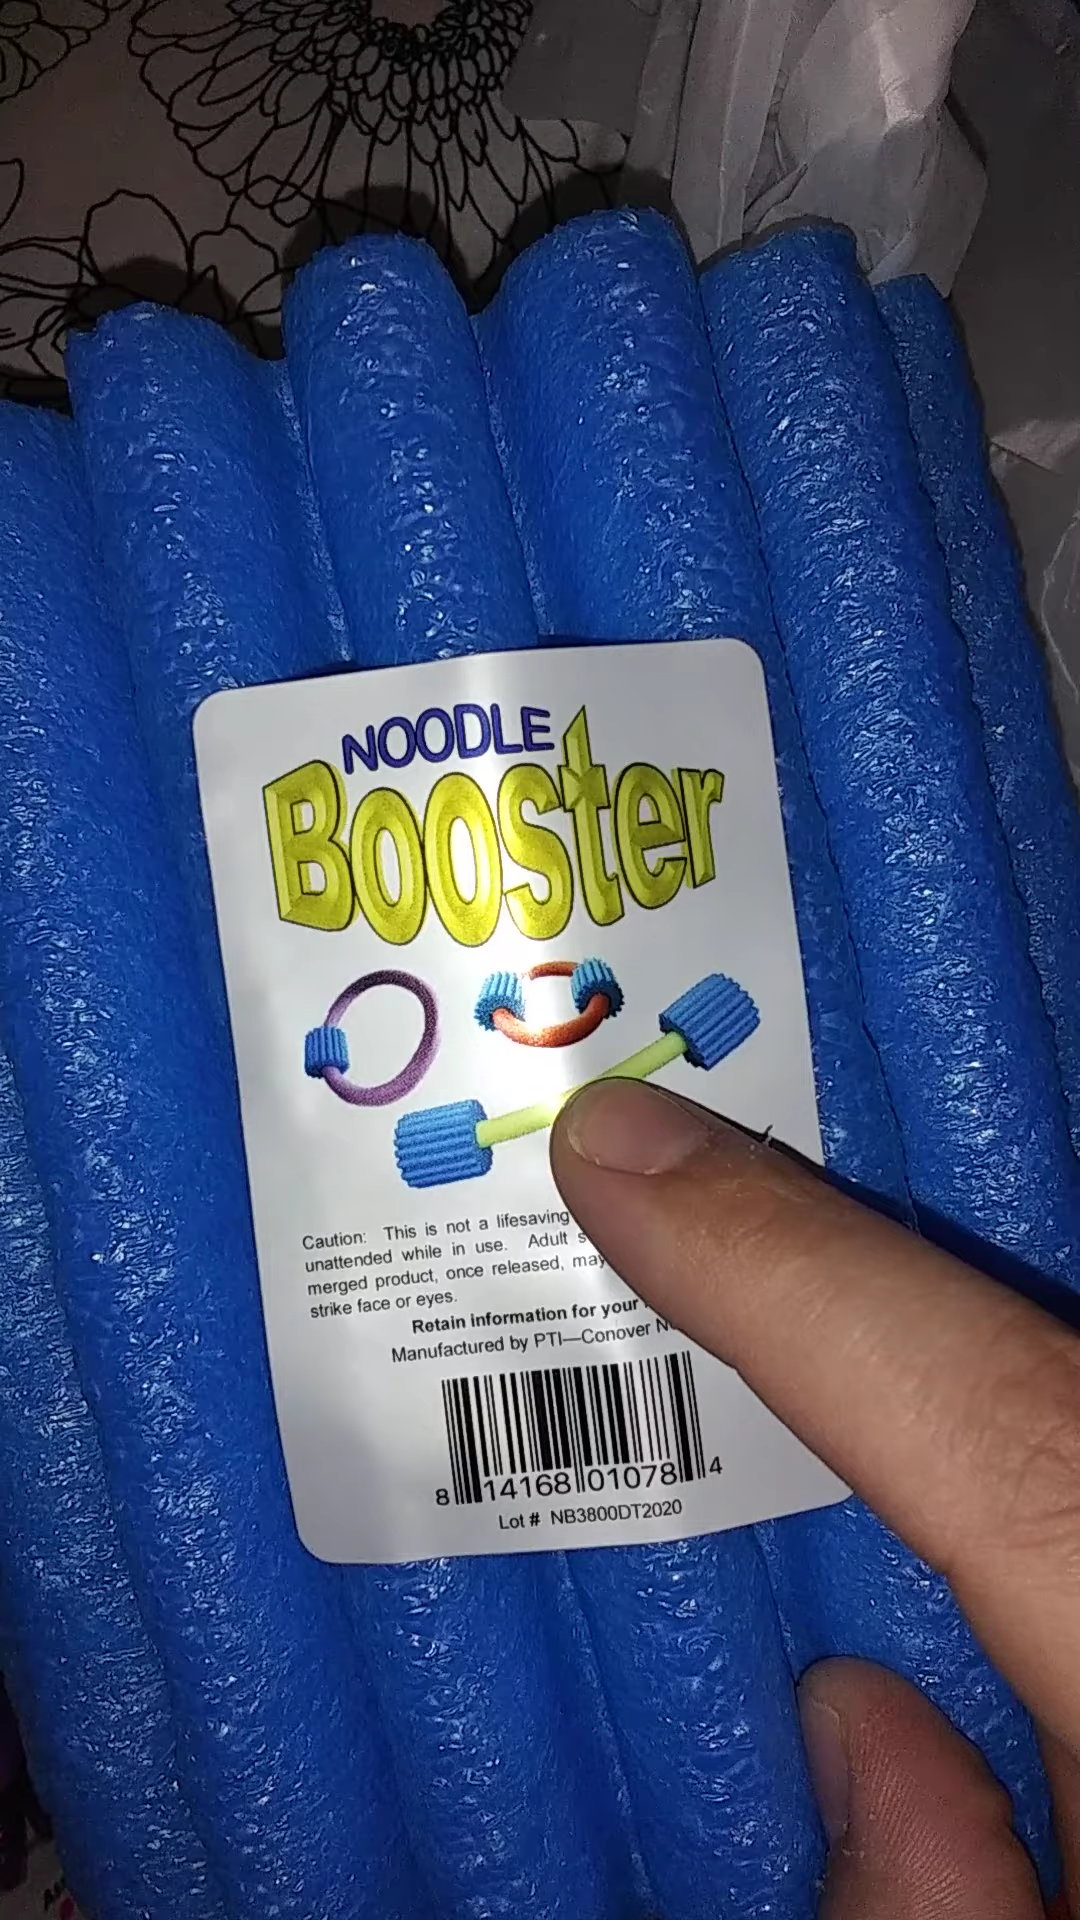 NOODLE
Booster
Caution: This is not a lifesaving
unattended while in use. Adult
merged product, once released, may
strike face or eyes.
Retain information for your
Manufactured by PTI—Conover
8 14168 01078 4
Lot # NB3800DT2020